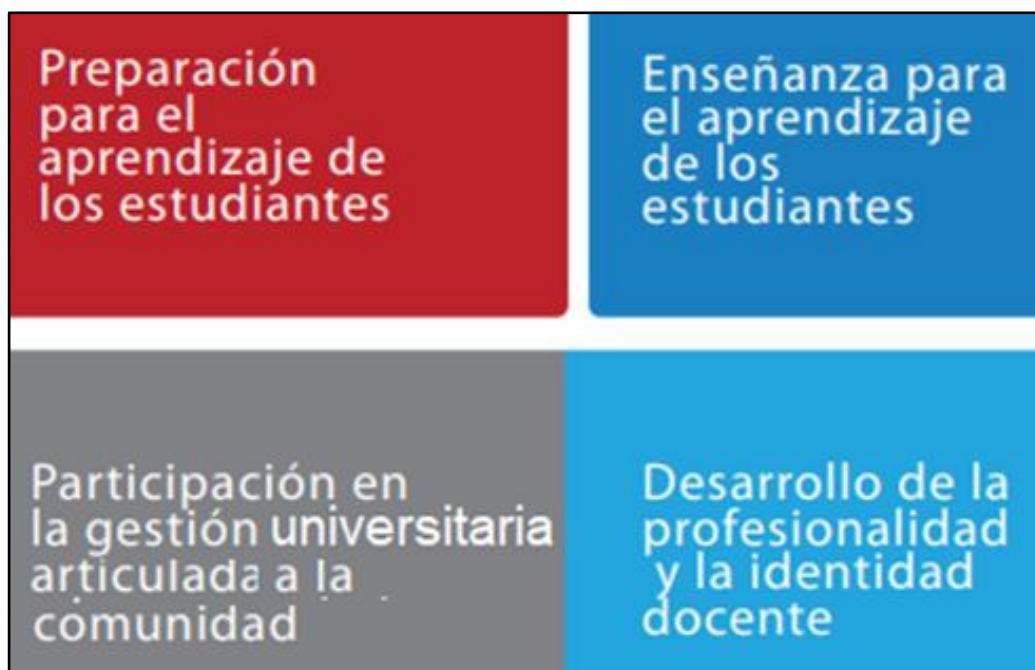 Preparación
para el
aprendizaje de
los estudiantes
Enseñanza para
el aprendizaje
de los
estudiantes
Participación en
la gestión universitaria
articulada a la
comunidad
Desarrollo de la
profesionalidad
y la identidad
docente